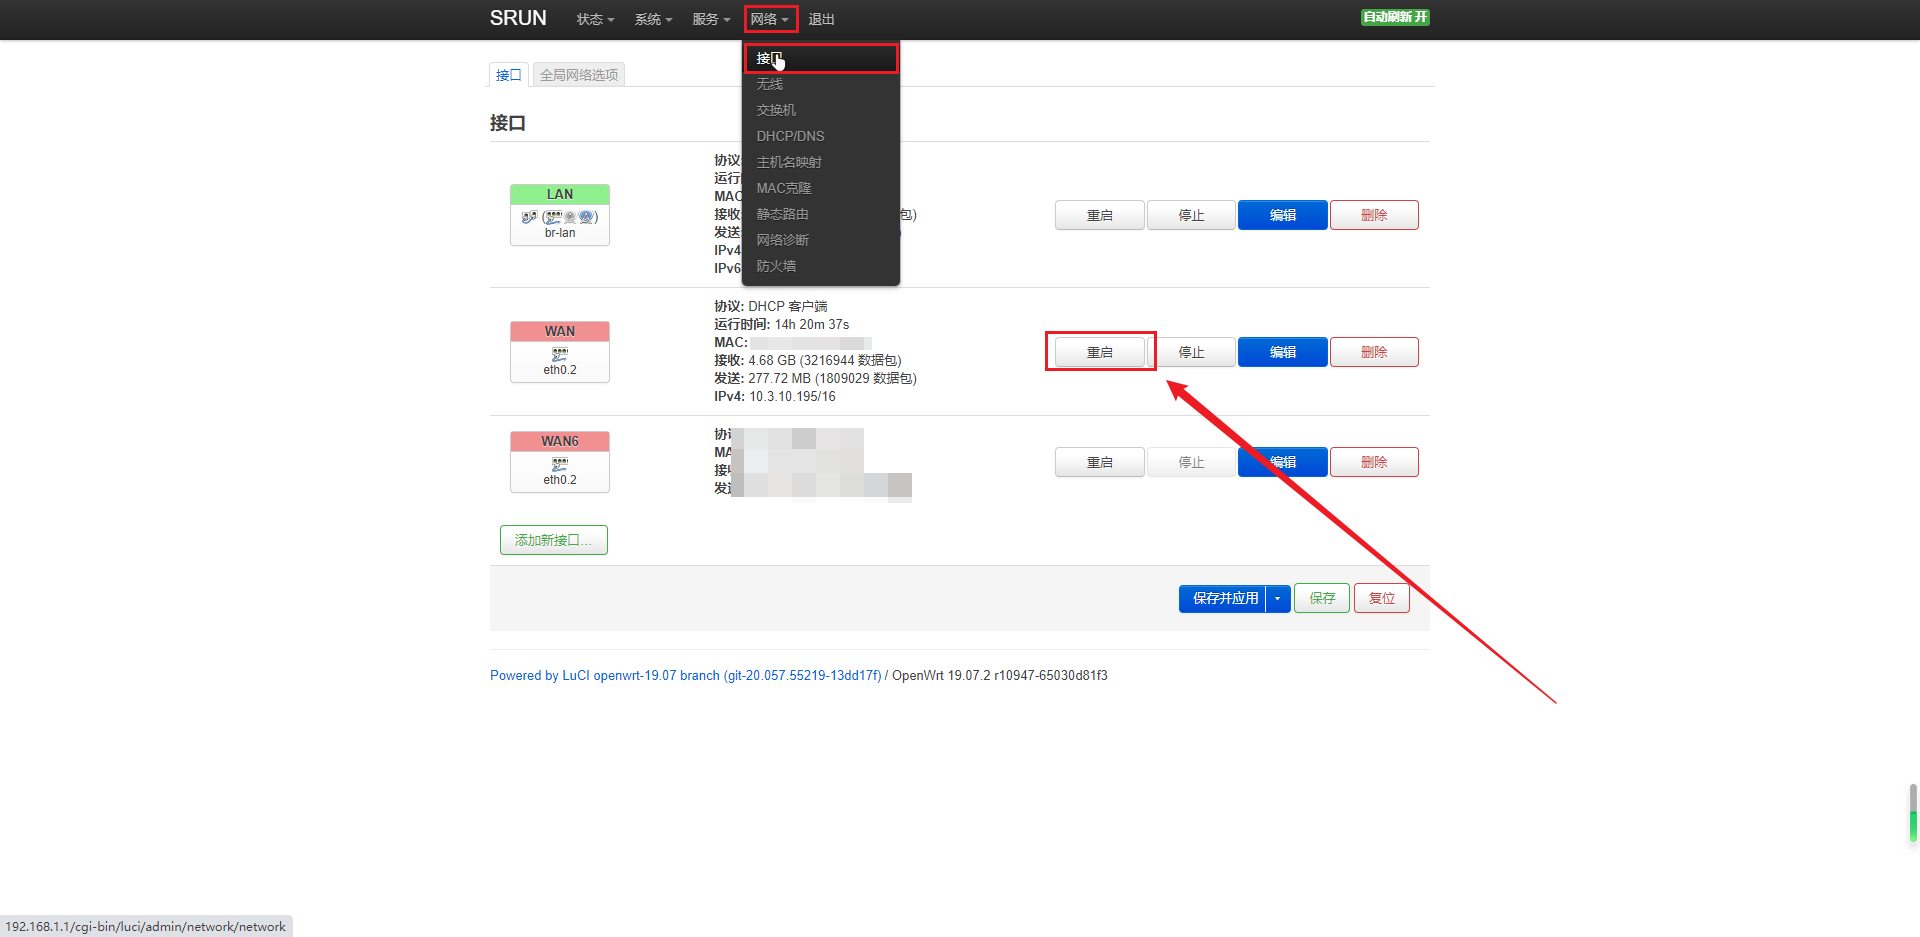 SRUN 状态 系统 服务 网络 退出 自动刷新 开
接口
无线
交换机
DHCP/DNS
主机名映射
MAC克隆
静态路由
网络诊断
防火墙
接口 全局网络选项
接口
LAN
br-lan
协议
运行
MAC
接收 包)
发送
IPv4
IPv6
重启 停止 编辑 删除
WAN
eth0.2
协议: DHCP 客户端
运行时间: 14h 20m 37s
MAC:
接收: 4.68 GB (3216944 数据包)
发送: 277.72 MB (1809029 数据包)
IPv4: 10.3.10.195/16
重启 停止 编辑 删除
WAN6
eth0.2
重启 停止 编辑 删除
添加新接口...
保存并应用 保存 复位
Powered by LuCI openwrt-19.07 branch (git-20.057.55219-13dd17f) / OpenWrt 19.07.2 r10947-65030d81f3
192.168.1.1/cgi-bin/luci/admin/network/network